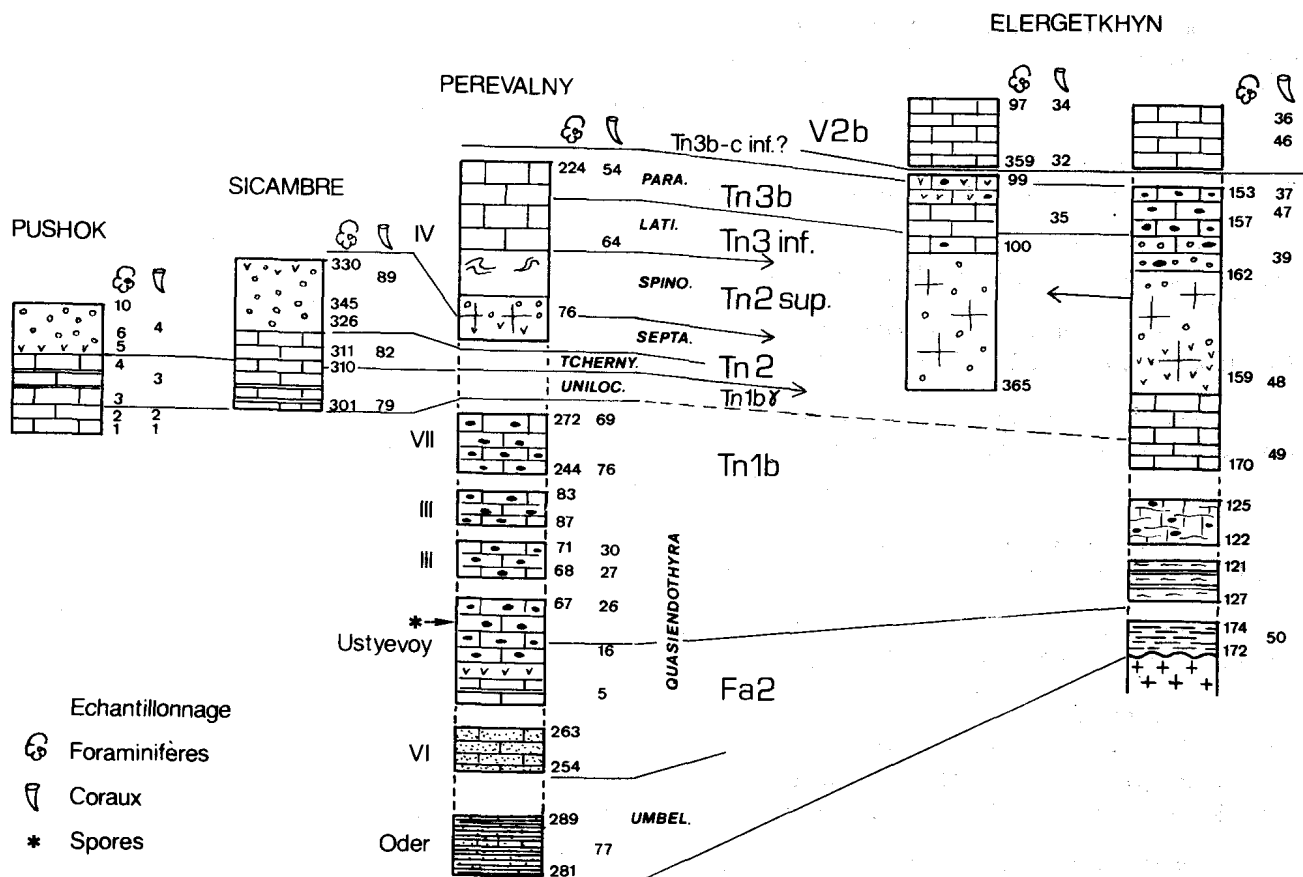 ELERGETKHYN
PEREVALNY
SICAMBRE
PUSHOK
97 34
359 32
99
35
100
365
36
46
153 37
157 47
39
162
159 48
170 49
125
122
121
127
174
172 50
V2b
Tn3b-c inf.?
PARA.
Tn3b
LATI.
Tn3 inf.
SPINO.
Tn2 sup.
SEPTA.
Tn2
TCHERNY.
UNILOC.
Tn1bγ
Tn1b
QUASIENDOTHYRA
Fa2
UMBEL.
IV
224 54
64
76
VII
272 69
244 76
III
83
87
III
71 30
68 27
67 26
* Ustyevoy
16
5
VI
263
254
Oder
289
77
281
330
89
345
326
311 82
310
301 79
10
6 4
5
4
3
3
2 2
1 1
Echantillonnage
Foraminifères
Coraux
* Spores